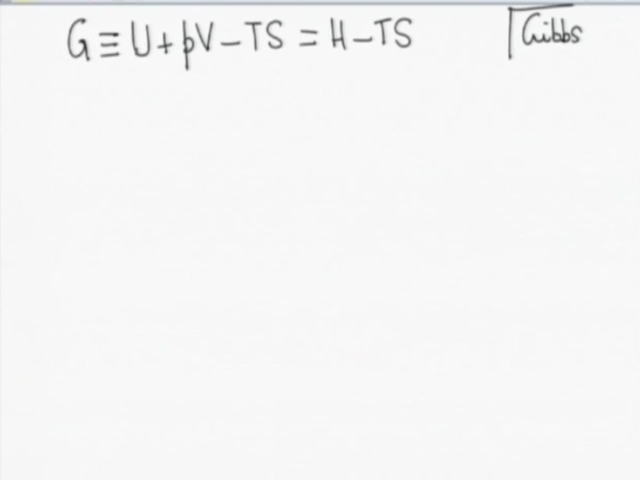 G ≡ U + pV - TS = H - TS Gibbs